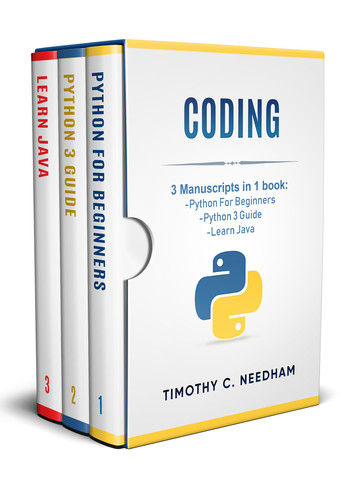 LEARN JAVA
3
PYTHON 3 GUIDE
2
PYTHON FOR BEGINNERS
1
CODING
3 Manuscripts in 1 book:
-Python For Beginners
-Python 3 Guide
-Learn Java
TIMOTHY C. NEEDHAM